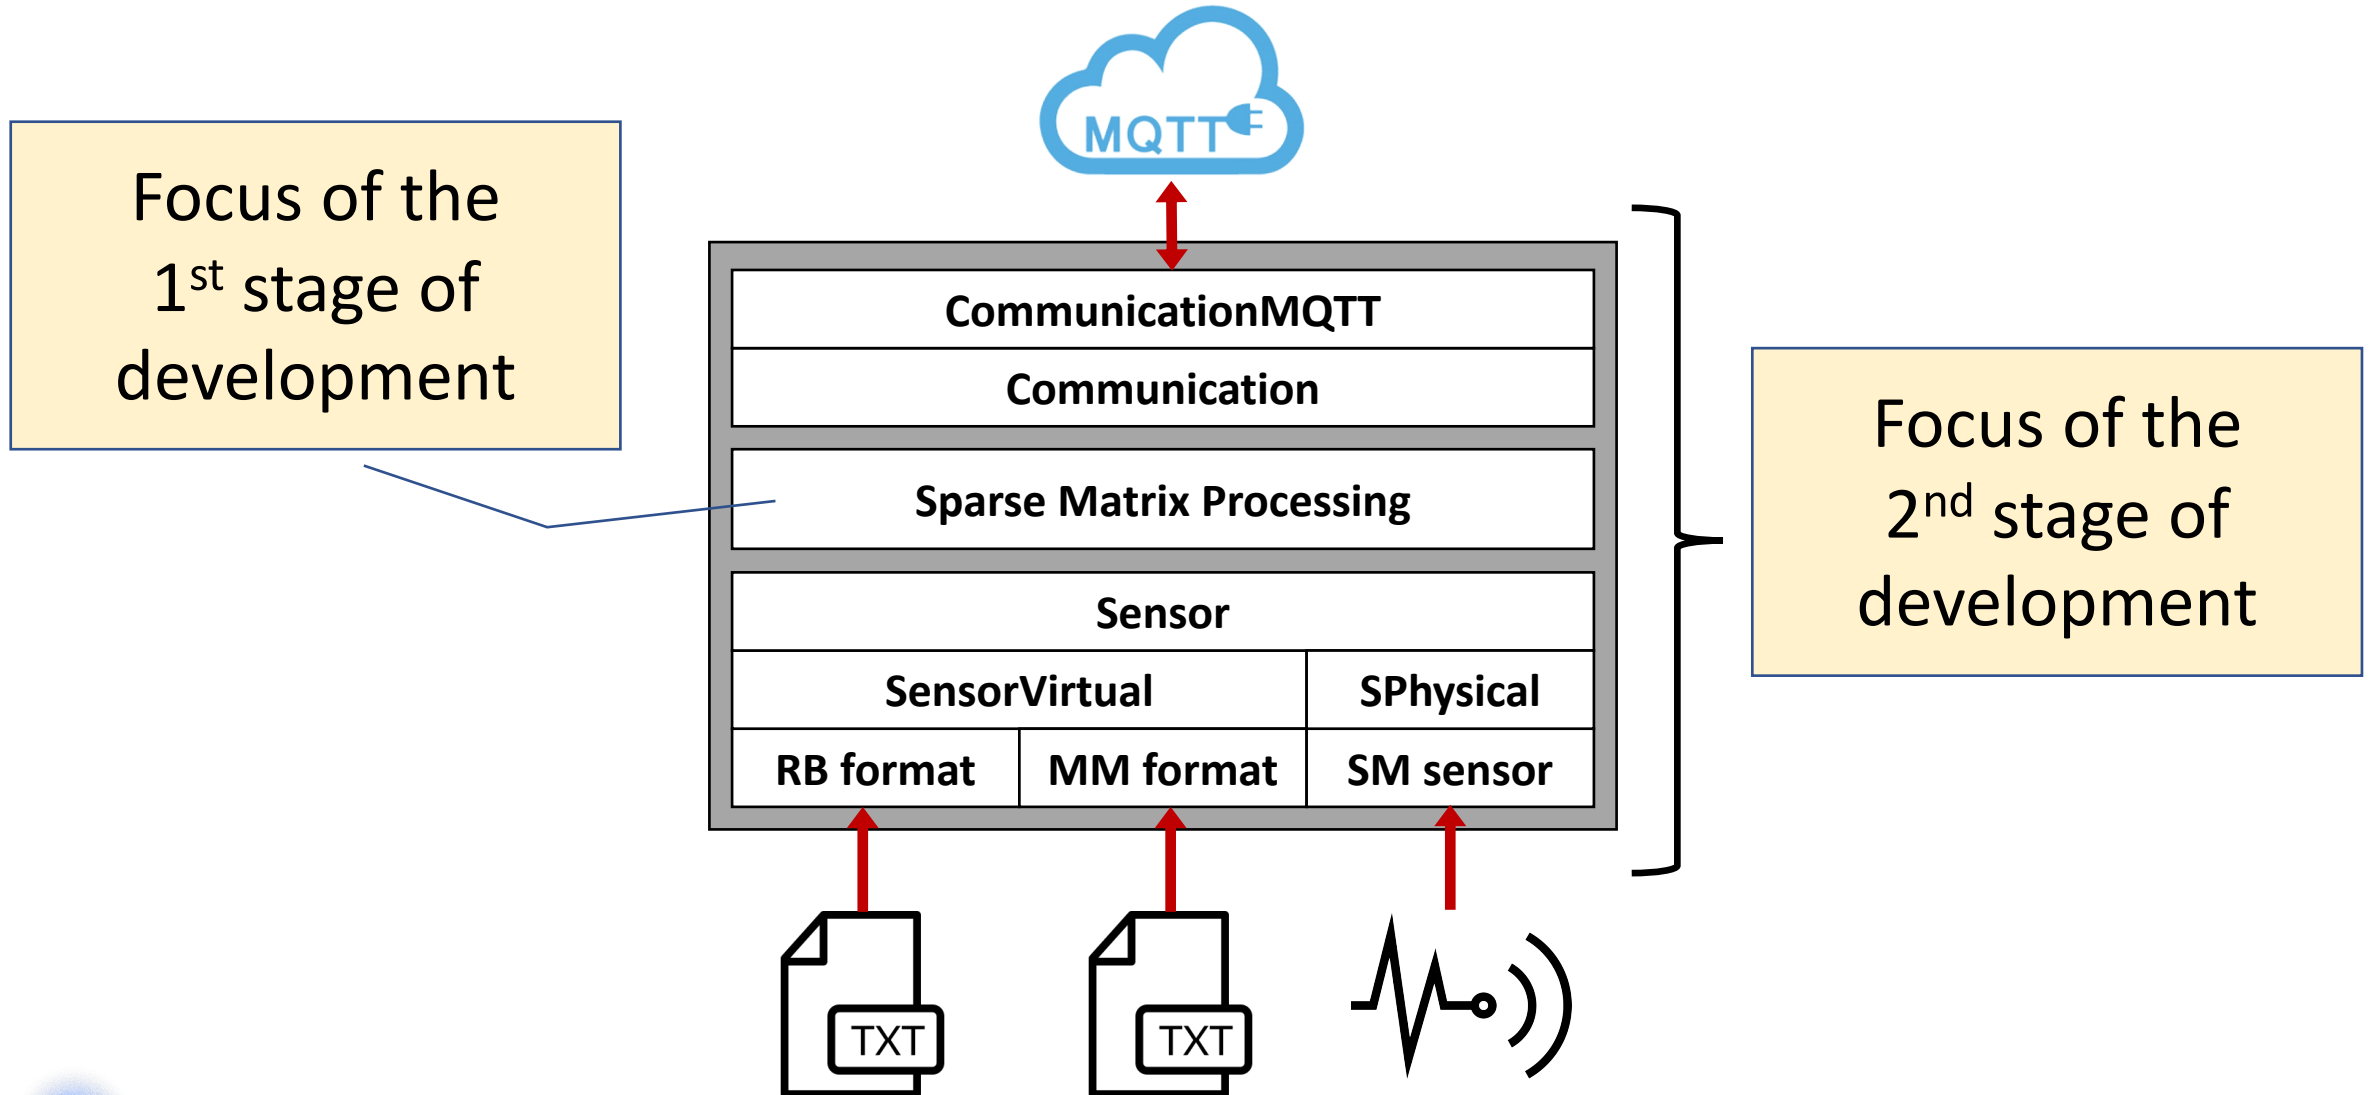 MQTT
Focus of the
1st stage of
development
CommunicationMQTT
Communication
Sparse Matrix Processing
Sensor
SensorVirtual
SPhysical
RB format
MM format
SM sensor
Focus of the
2nd stage of
development
TXT
TXT